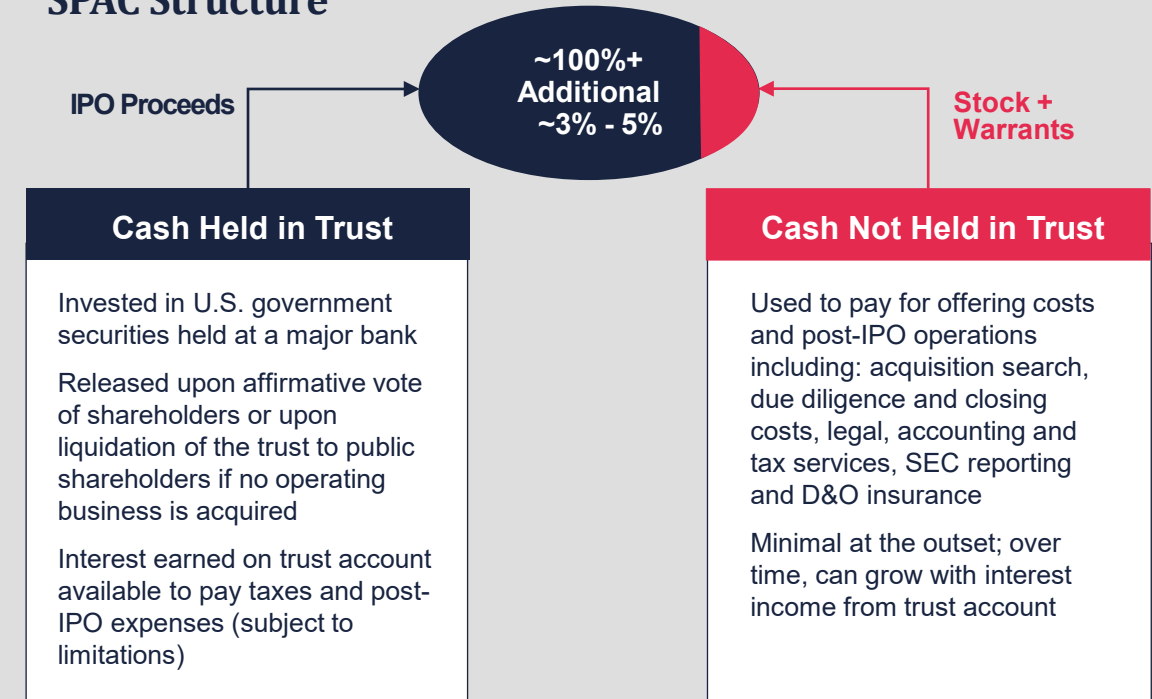 SPAC Structure
~100%+
Additional
~3% - 5%
IPO Proceeds
Stock +
Warrants
Cash Held in Trust
Invested in U.S. government
securities held at a major bank
Released upon affirmative vote
of shareholders or upon
liquidation of the trust to public
shareholders if no operating
business is acquired
Interest earned on trust account
available to pay taxes and post-
IPO expenses (subject to
limitations)
Cash Not Held in Trust
Used to pay for offering costs
and post-IPO operations
including: acquisition search,
due diligence and closing
costs, legal, accounting and
tax services, SEC reporting
and D&O insurance
Minimal at the outset; over
time, can grow with interest
income from trust account